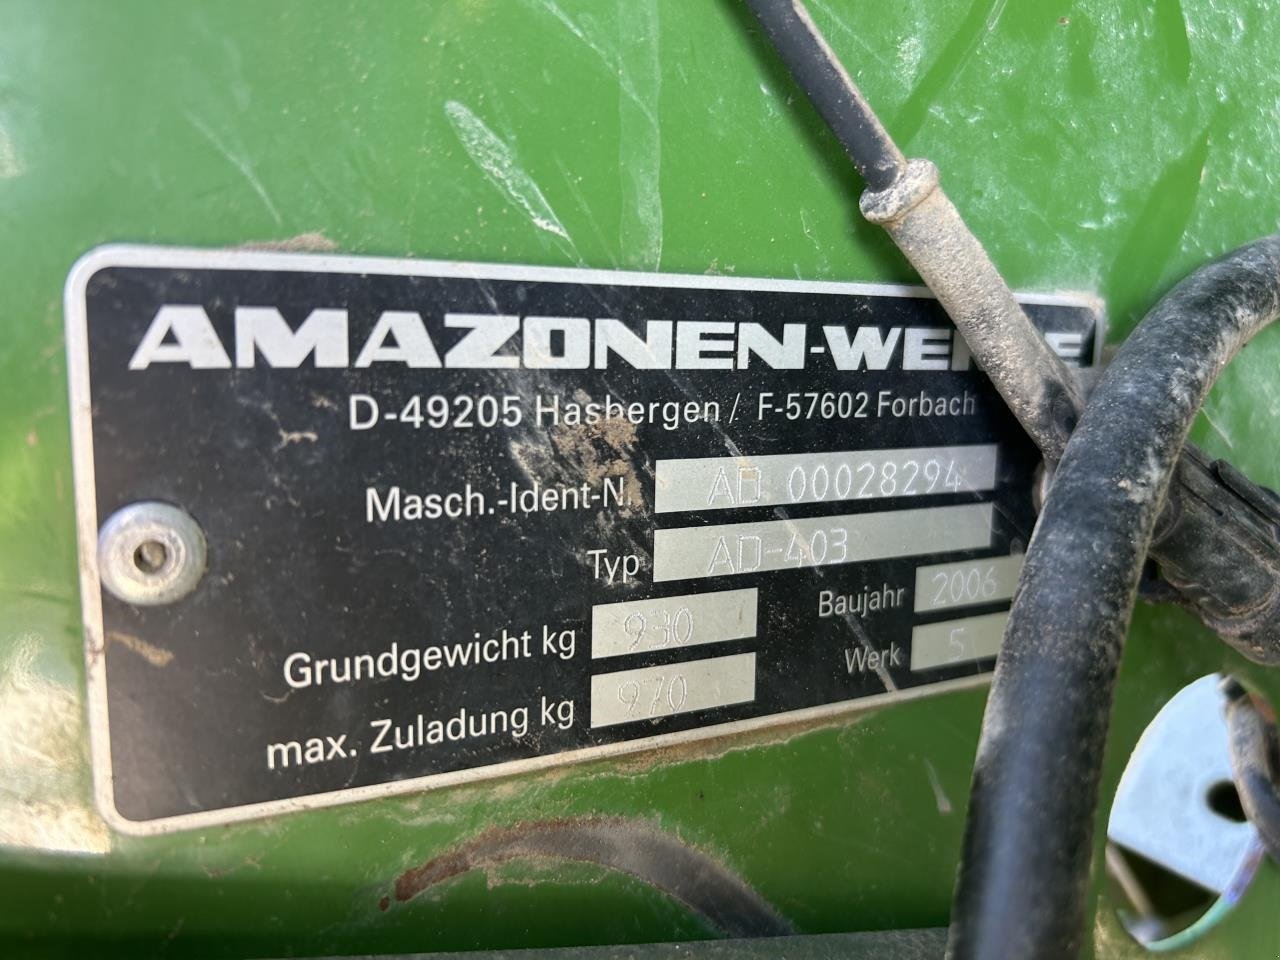 AMAZONEN-WERKE
D-49205 Hasbergen / F-57602 Forbach
Masch.-Ident-N. AD 00028294
Typ AD-403
Grundgewicht kg 930 Baujahr 2006
max. Zuladung kg 970 Werk 5